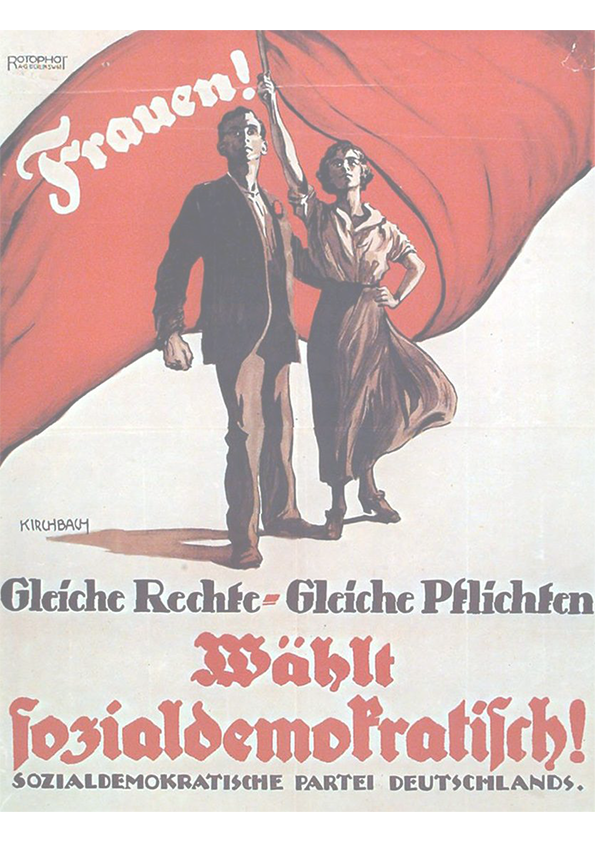 ROTOPHOT
Frauen!
KIRCHBACH
Gleiche Rechte = Gleiche Pflichten
Wählt
ſozialdemokratiſch!
SOZIALDEMOKRATISCHE PARTEI DEUTSCHLANDS.